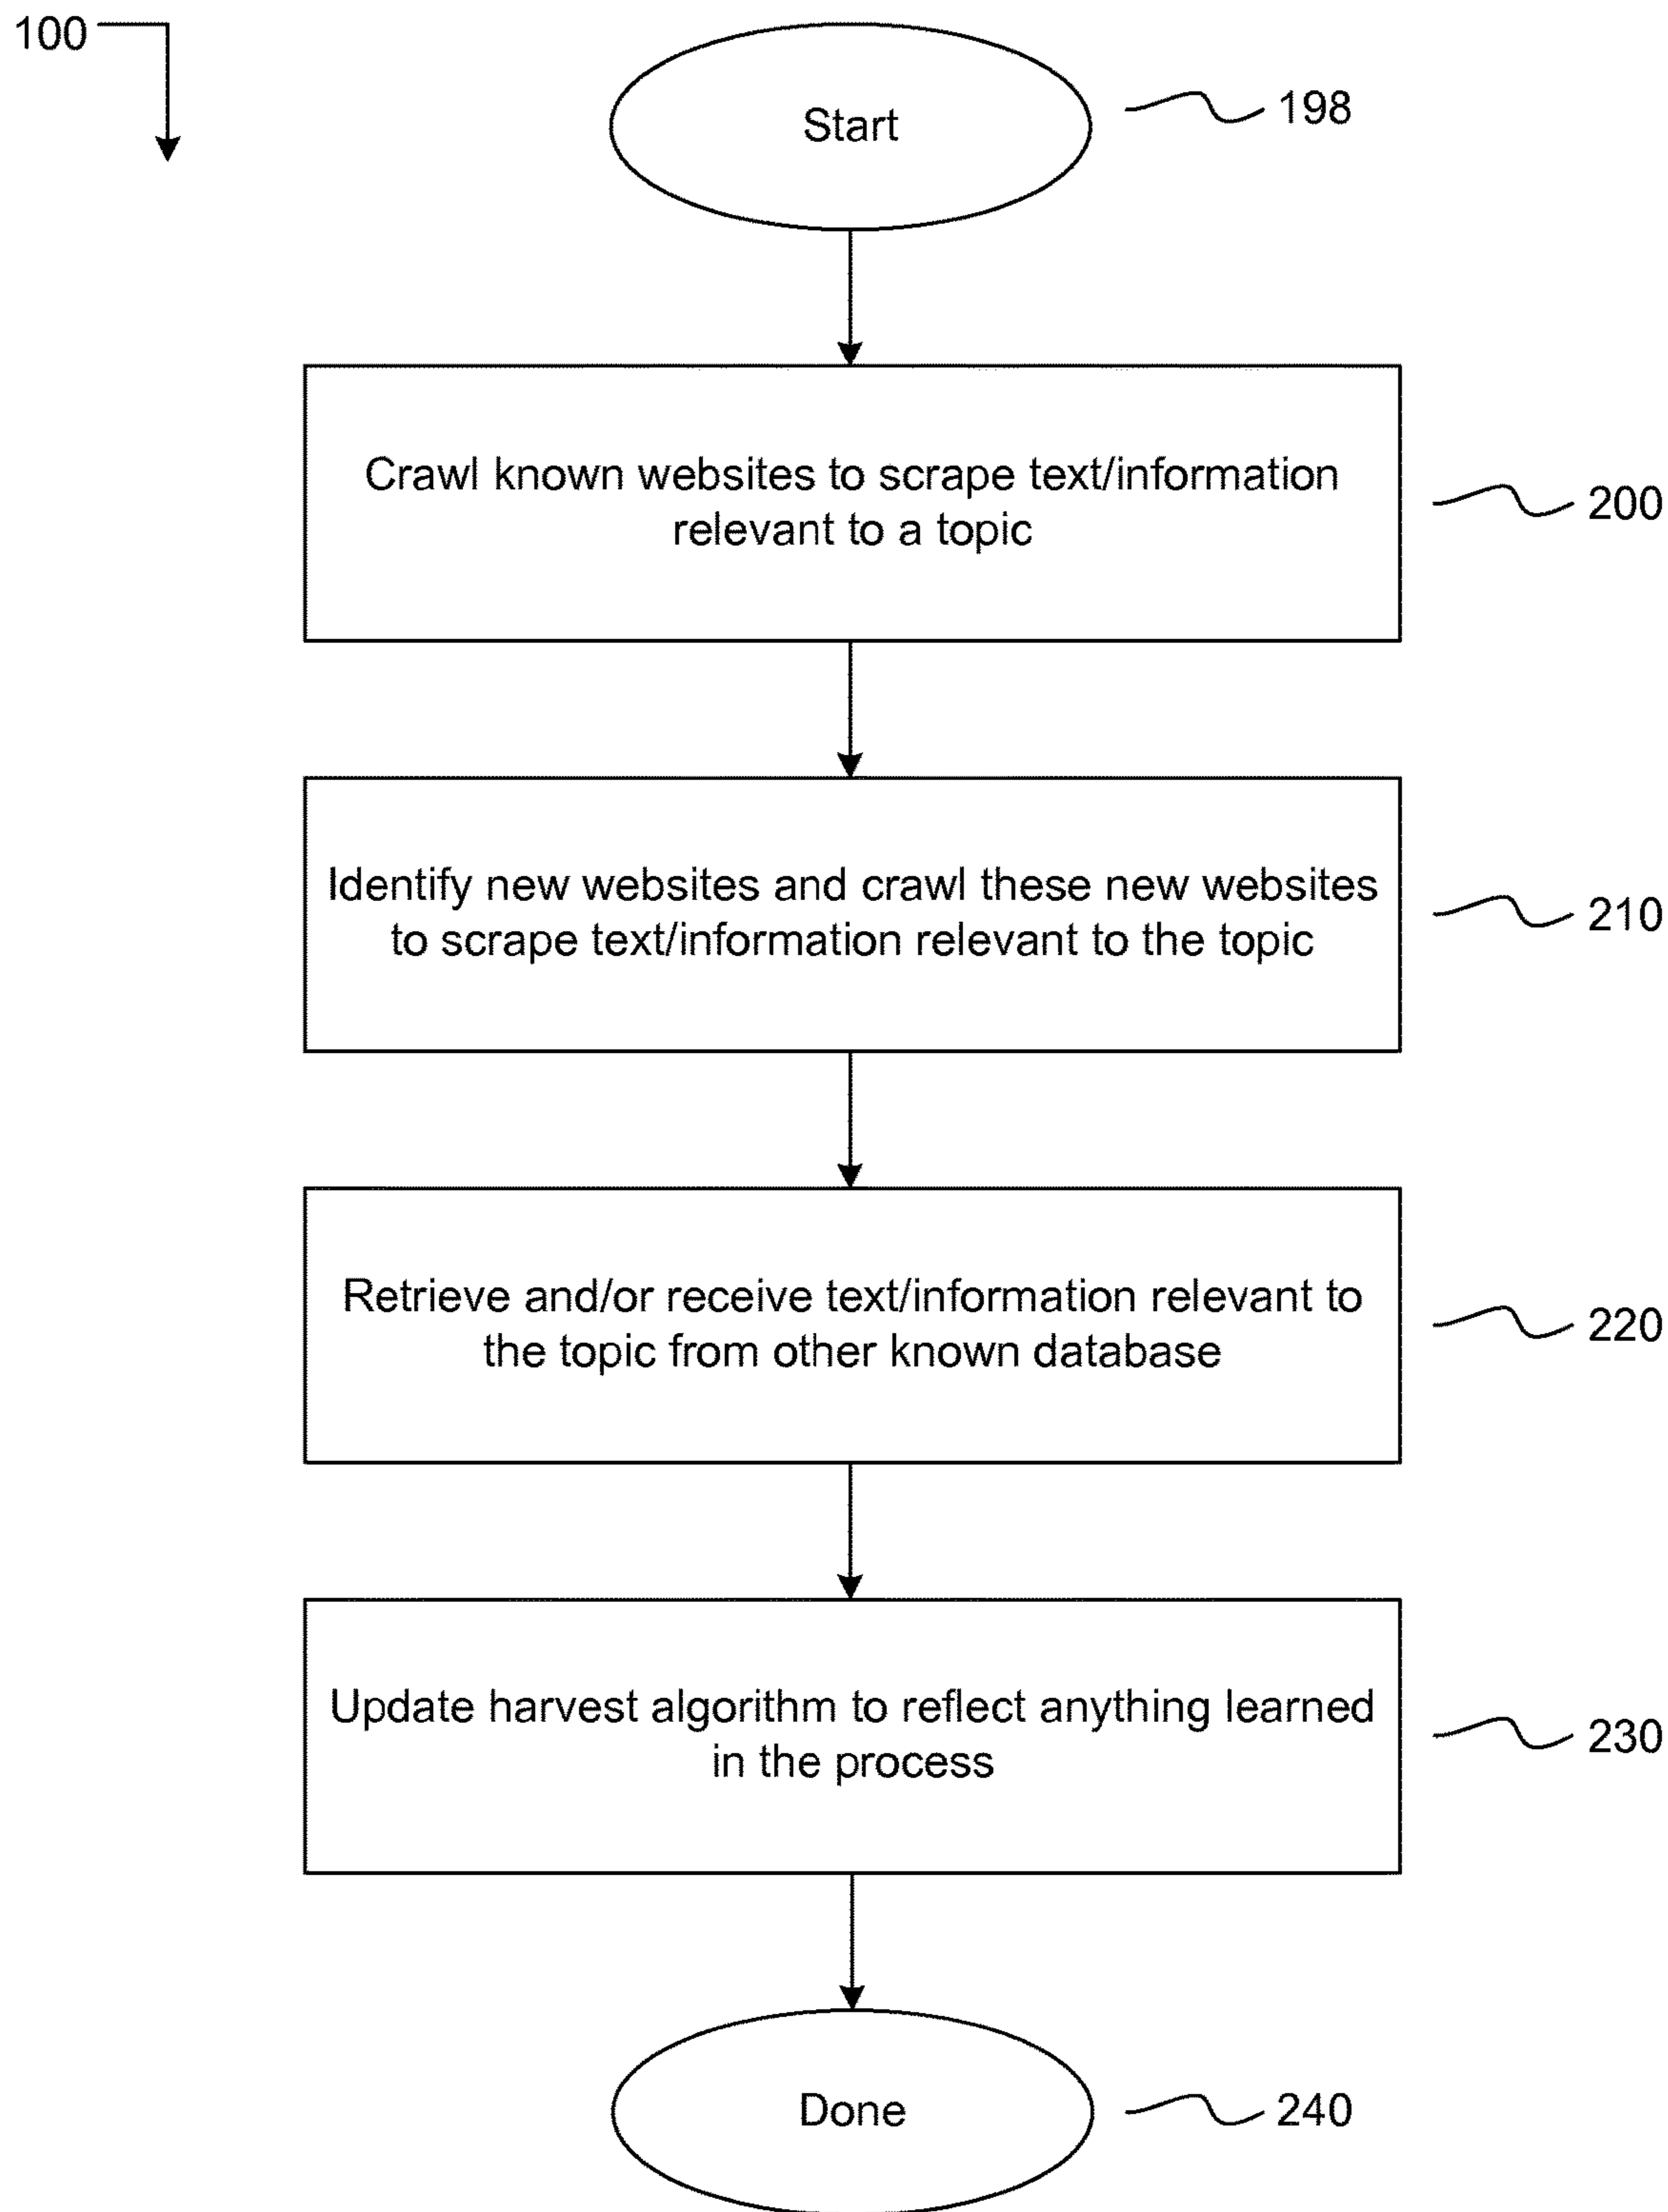 100
Start
198
Crawl known websites to scrape text/information
relevant to a topic
200
Identify new websites and crawl these new websites
to scrape text/information relevant to the topic
210
Retrieve and/or receive text/information relevant to
the topic from other known database
220
Update harvest algorithm to reflect anything learned
in the process
230
Done
240